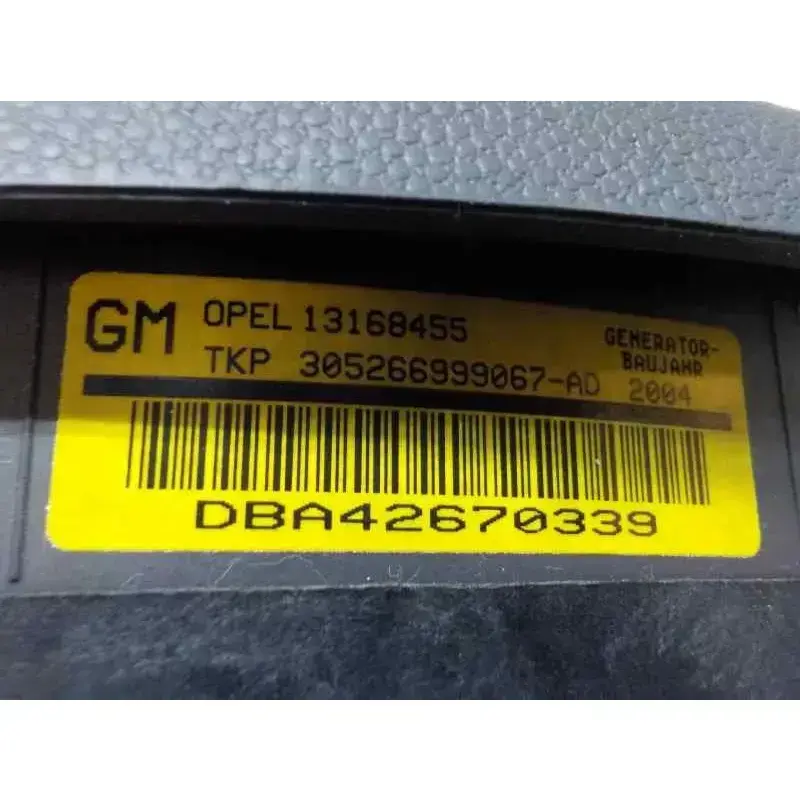 GM OPEL 13168455
TKP 305266999067-AD
GENERATOR-
BAUJAHR
2004
DBA42670339